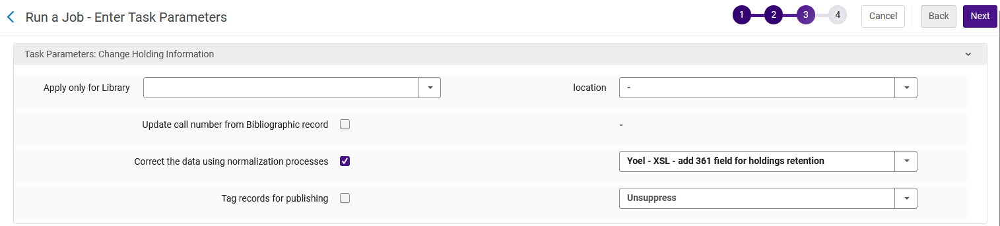 Run a Job - Enter Task Parameters
1 2 3 4 Cancel Back Next
Task Parameters: Change Holding Information
Apply only for Library location -
Update call number from Bibliographic record -
Correct the data using normalization processes Yoel - XSL - add 361 field for holdings retention
Tag records for publishing Unsuppress